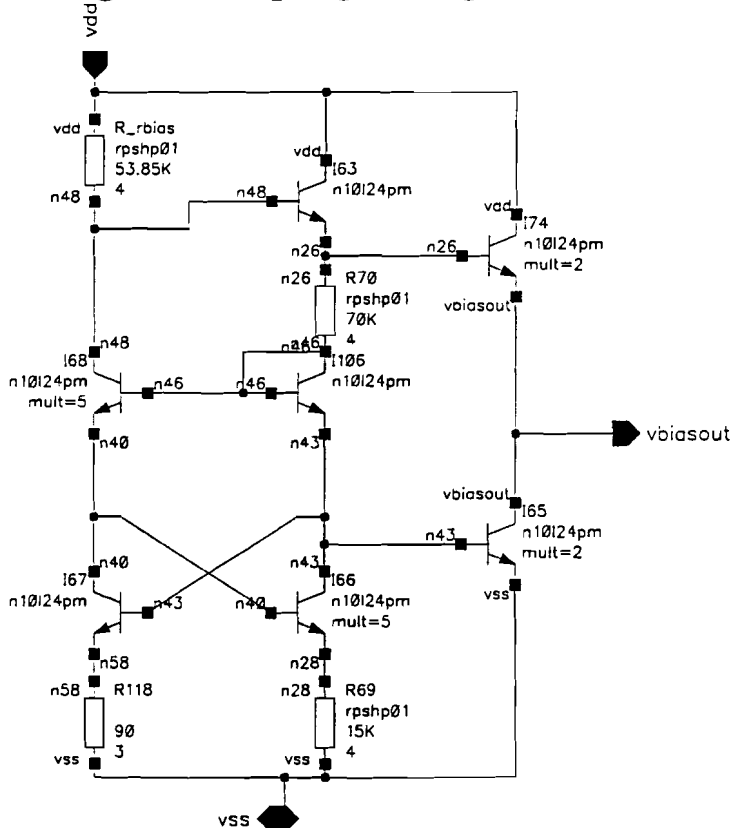 vdd
vdd
R_rbias
rpshp01
53.85K
4
n48
n48
vdd
I63
n10l24pm
n26
n26
R70
rpshp01
70K
4
vdd
I74
n10l24pm
mult=2
n26
vbiasout
n48
I68
n10l24pm
mult=5
n46
n40
n46
n46
I106
n10l24pm
n43
vbiasout
vbiasout
I65
n10l24pm
mult=2
n43
vss
n40
I67
n10l24pm
n43
n58
n43
I66
n10l24pm
mult=5
n40
n28
n58
R118
90
3
vss
n28
R69
rpshp01
15K
4
vss
vss